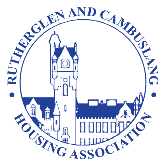 RUTHERGLEN AND CAMBUSLANG
HOUSING ASSOCIATION